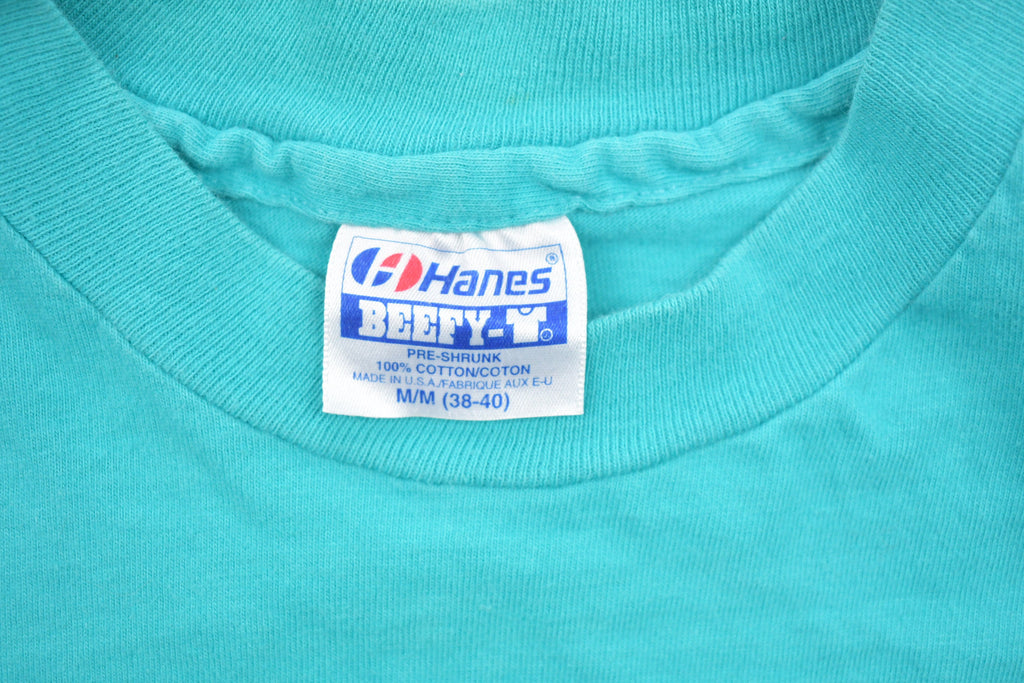 Hanes®
BEEFY-T®
PRE-SHRUNK
100% COTTON/COTON
MADE IN U.S.A./FABRIQUE AUX E-U
M/M (38-40)